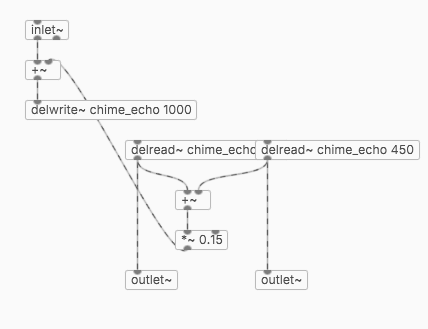 inlet~
+~
delwrite~ chime_echo 1000
delread~ chime_echo
delread~ chime_echo 450
+~
*~ 0.15
outlet~
outlet~